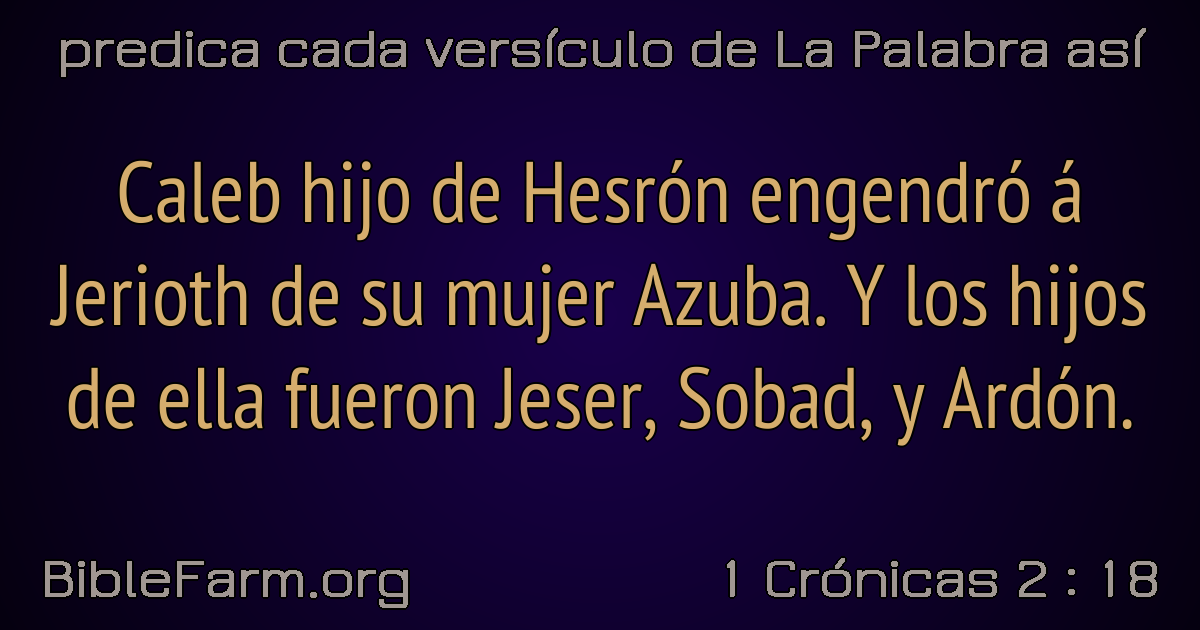 predica cada versículo de La Palabra así
Caleb hijo de Hesrón engendró á
Jerioth de su mujer Azuba. Y los hijos
de ella fueron Jeser, Sobad, y Ardón.
BibleFarm.org
1 Crónicas 2 : 18